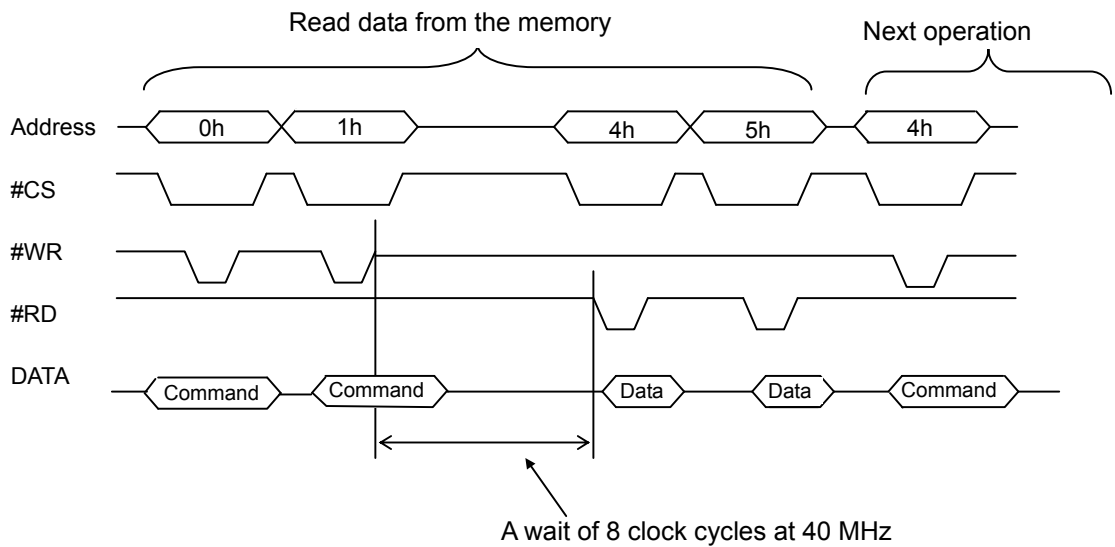 Read data from the memory
Next operation
Address 0h 1h 4h 5h 4h
#CS
#WR
#RD
DATA Command Command Data Data Command
A wait of 8 clock cycles at 40 MHz